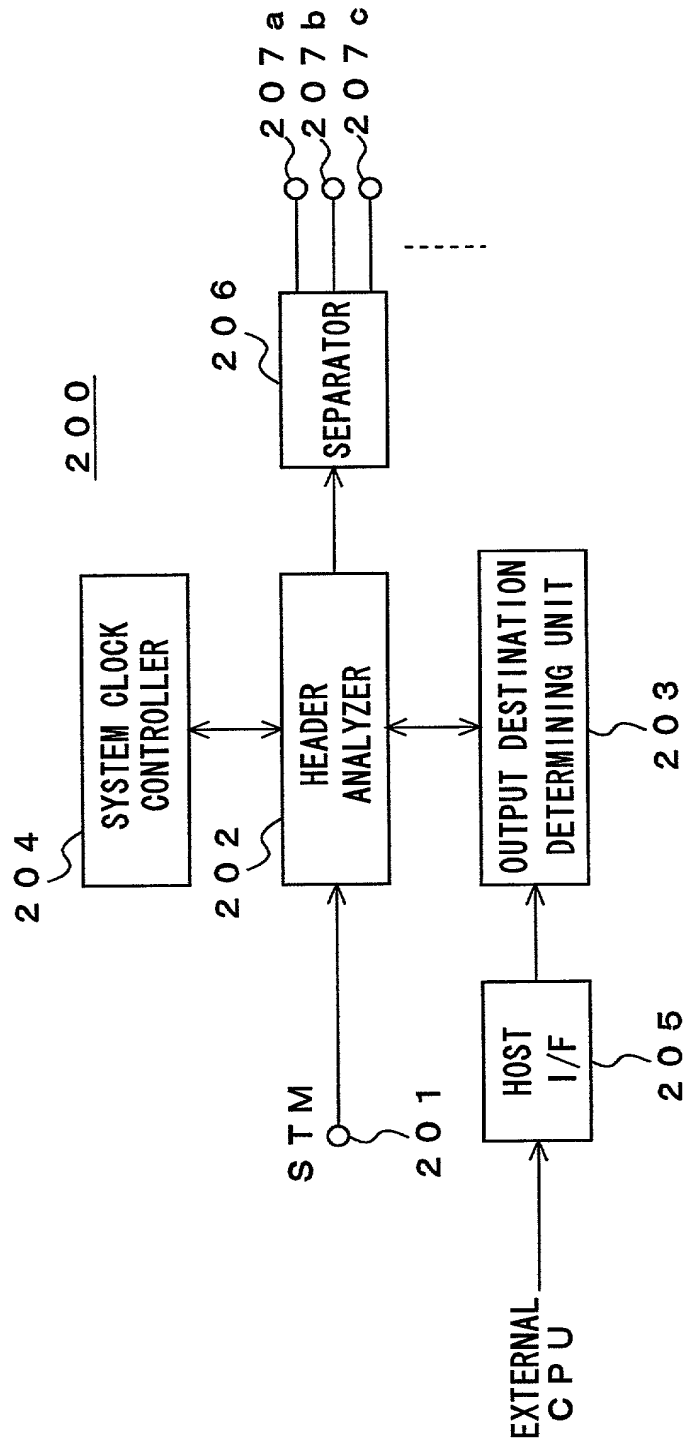 200
204
SYSTEM CLOCK
CONTROLLER
206
SEPARATOR
207a
207b
207c
STM
201
202
HEADER
ANALYZER
EXTERNAL
CPU
HOST
I/F
205
OUTPUT DESTINATION
DETERMINING UNIT
203